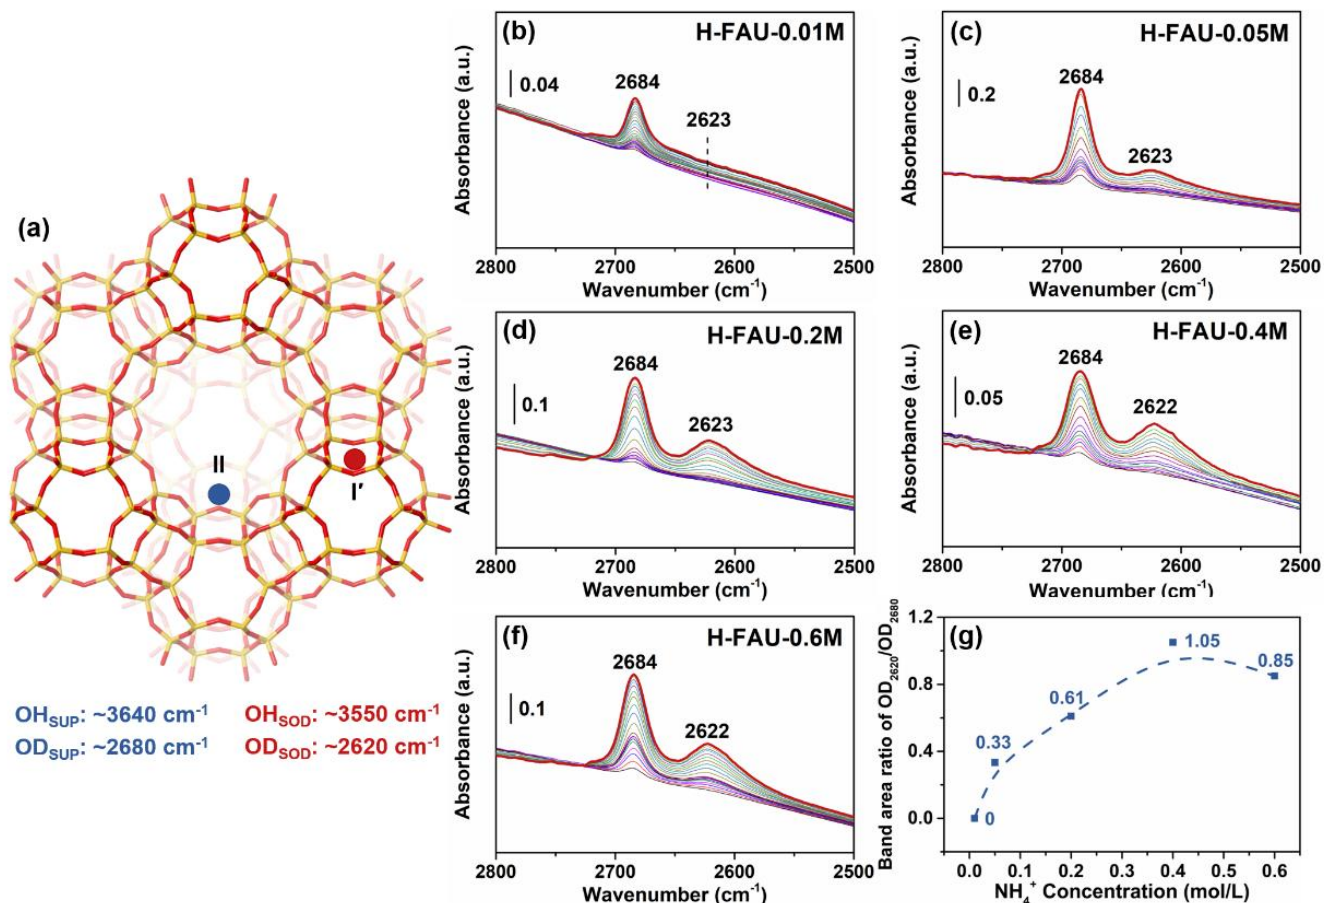 (a)
II
I′
OH_SUP: ~3640 cm⁻¹
OD_SUP: ~2680 cm⁻¹
OH_SOD: ~3550 cm⁻¹
OD_SOD: ~2620 cm⁻¹
(b)
H-FAU-0.01M
0.04
2684
2623
Absorbance (a.u.)
2800 2700 2600 2500
Wavenumber (cm⁻¹)
(c)
H-FAU-0.05M
0.2
2684
2623
Absorbance (a.u.)
2800 2700 2600 2500
Wavenumber (cm⁻¹)
(d)
H-FAU-0.2M
0.1
2684
2623
Absorbance (a.u.)
2800 2700 2600 2500
Wavenumber (cm⁻¹)
(e)
H-FAU-0.4M
0.05
2684
2622
Absorbance (a.u.)
2800 2700 2600 2500
Wavenumber (cm⁻¹)
(f)
H-FAU-0.6M
0.1
2684
2622
Absorbance (a.u.)
2800 2700 2600 2500
Wavenumber (cm⁻¹)
(g)
Band area ratio of OD₂₆₂₀/OD₂₆₈₀
1.2
0.8
0.4
0.0
0
0.33
0.61
1.05
0.85
0.0 0.1 0.2 0.3 0.4 0.5 0.6
NH₄⁺ Concentration (mol/L)